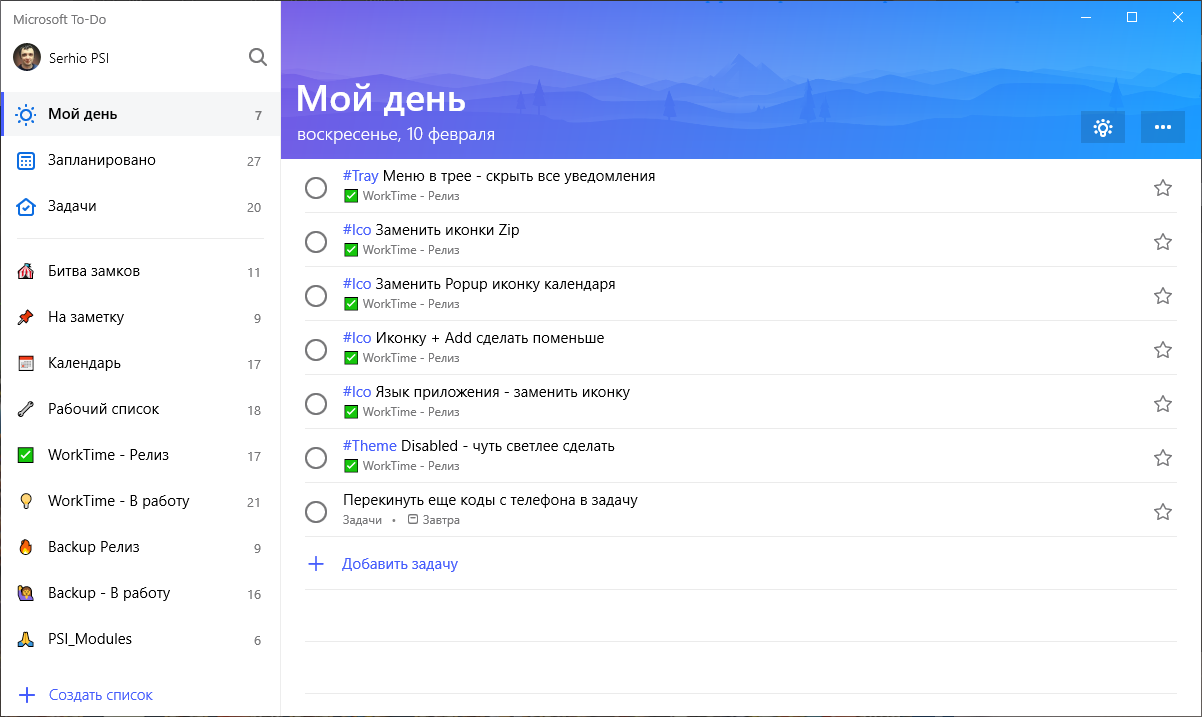 Microsoft To-Do
Serhio PSI
Мой день 7
Запланировано 27
Задачи 20
Битва замков 11
На заметку 9
Календарь 17
Рабочий список 18
WorkTime - Релиз 17
WorkTime - В работу 21
Backup Релиз 9
Backup - В работу 16
PSI_Modules 6
Создать список
Мой день
воскресенье, 10 февраля
#Tray Меню в трее - скрыть все уведомления
WorkTime - Релиз
#Ico Заменить иконки Zip
WorkTime - Релиз
#Ico Заменить Popup иконку календаря
WorkTime - Релиз
#Ico Иконку + Add сделать поменьше
WorkTime - Релиз
#Ico Язык приложения - заменить иконку
WorkTime - Релиз
#Theme Disabled - чуть светлее сделать
WorkTime - Релиз
Перекинуть еще коды с телефона в задачу
Задачи • Завтра
Добавить задачу